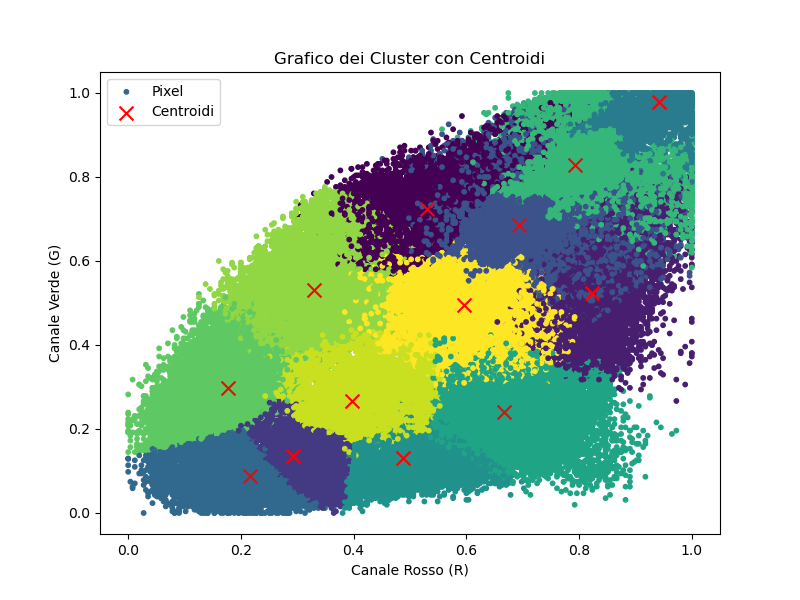 Grafico dei Cluster con Centroidi
Pixel
Centroidi
1.0
0.8
0.6
0.4
0.2
0.0
Canale Verde (G)
0.0 0.2 0.4 0.6 0.8 1.0
Canale Rosso (R)